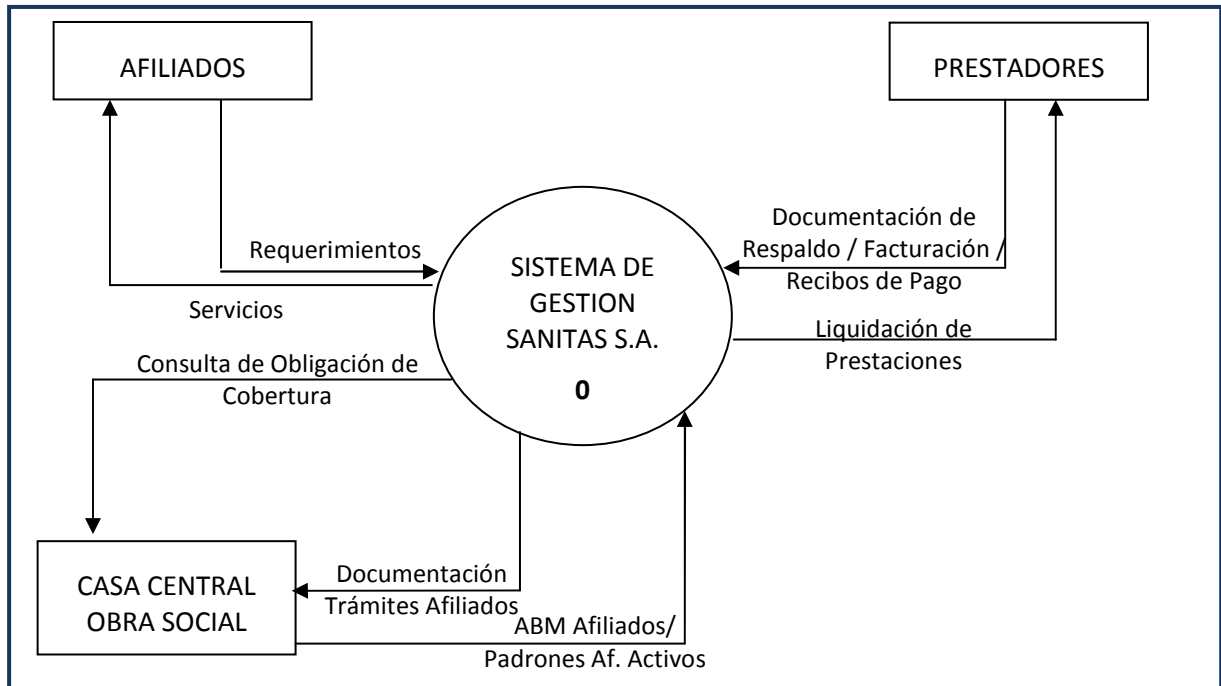 AFILIADOS
PRESTADORES
Requerimientos
Servicios
Documentación de
Respaldo / Facturación /
Recibos de Pago
SISTEMA DE
GESTION
SANITAS S.A.
0
Liquidación de
Prestaciones
Consulta de Obligación de
Cobertura
CASA CENTRAL
OBRA SOCIAL
Documentación
Trámites Afiliados
ABM Afiliados/
Padrones Af. Activos